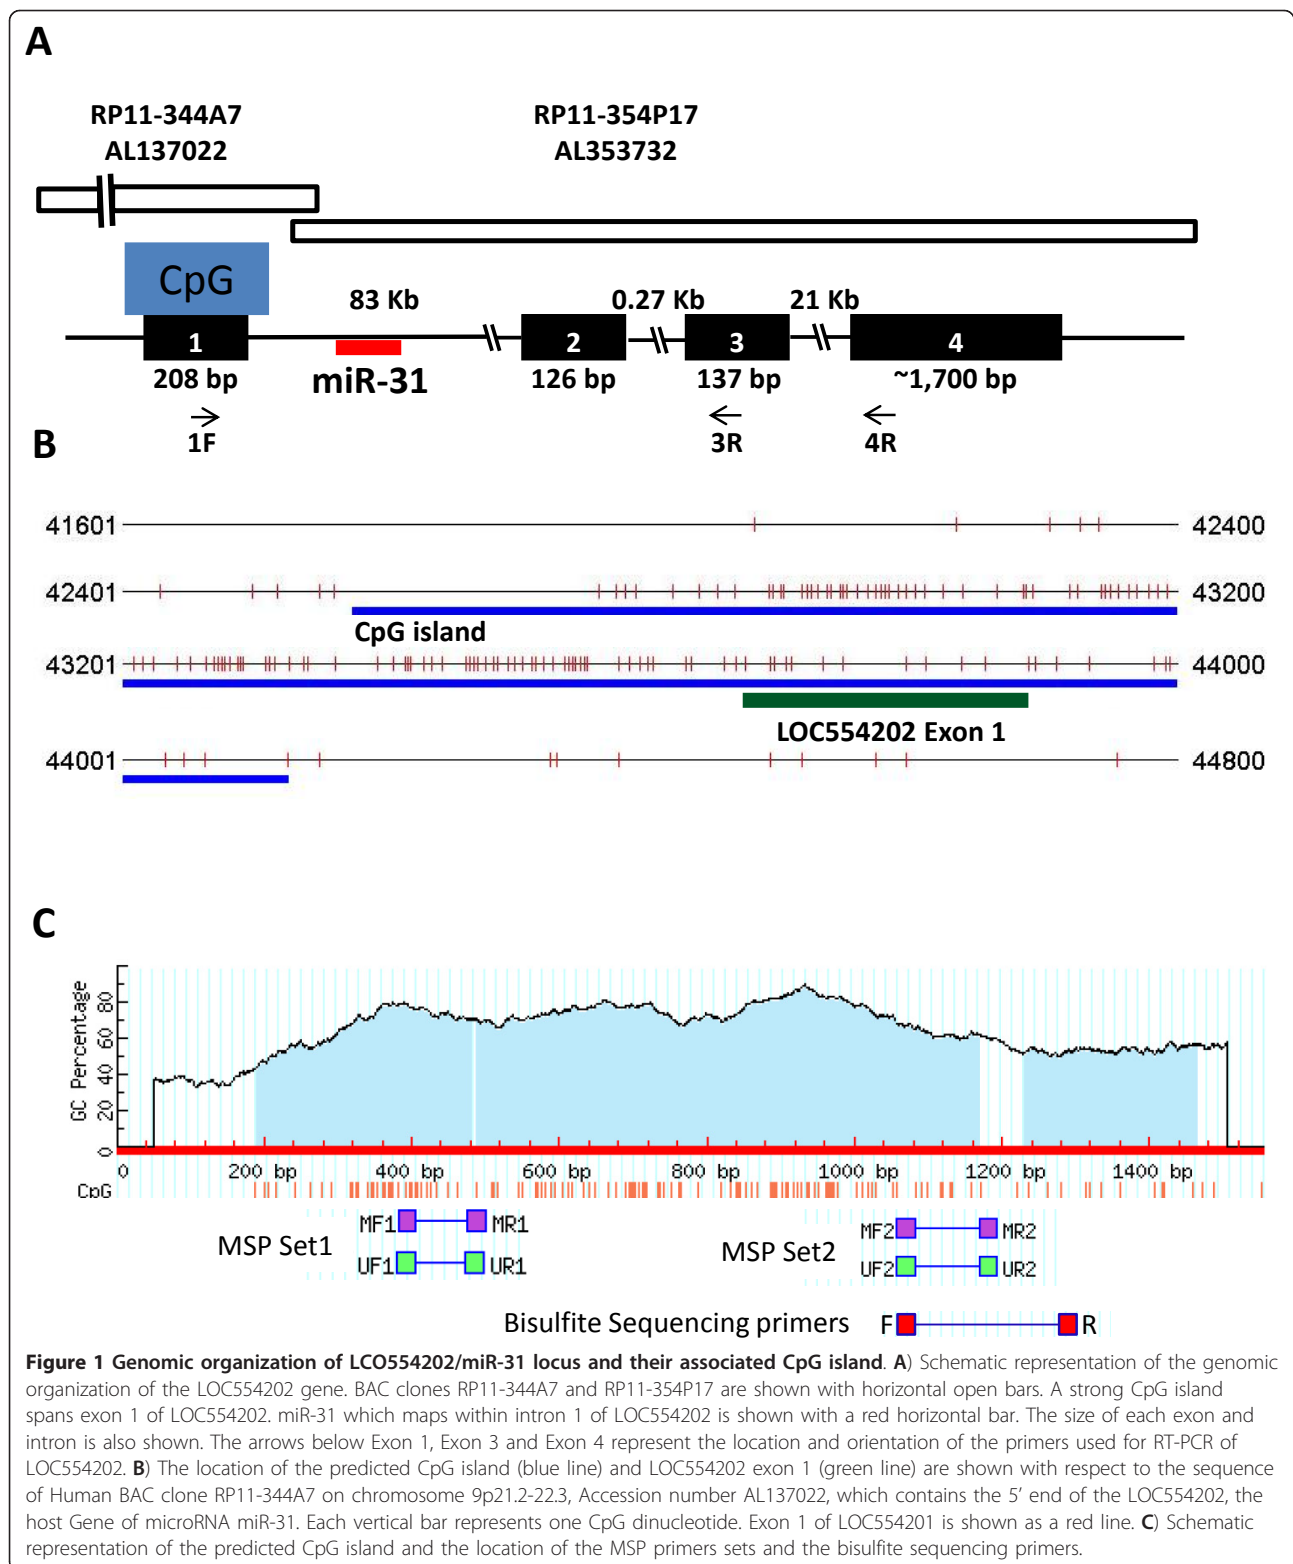 A
RP11-344A7
AL137022
RP11-354P17
AL353732
CpG
83 Kb
0.27 Kb
21 Kb
1
2
3
4
208 bp
miR-31
126 bp
137 bp
~1,700 bp
1F
3R
4R
B
41601
42400
42401
43200
CpG island
43201
44000
LOC554202 Exon 1
44001
44800
C
GC Percentage
0
20
40
60
80
0
200 bp
400 bp
600 bp
800 bp
1000 bp
1200 bp
1400 bp
CpG
MSP Set1
MF1
MR1
UF1
UR1
MSP Set2
MF2
MR2
UF2
UR2
Bisulfite Sequencing primers
F
R
Figure 1 Genomic organization of LCO554202/miR-31 locus and their associated CpG island. A) Schematic representation of the genomic
organization of the LOC554202 gene. BAC clones RP11-344A7 and RP11-354P17 are shown with horizontal open bars. A strong CpG island
spans exon 1 of LOC554202. miR-31 which maps within intron 1 of LOC554202 is shown with a red horizontal bar. The size of each exon and
intron is also shown. The arrows below Exon 1, Exon 3 and Exon 4 represent the location and orientation of the primers used for RT-PCR of
LOC554202. B) The location of the predicted CpG island (blue line) and LOC554202 exon 1 (green line) are shown with respect to the sequence
of Human BAC clone RP11-344A7 on chromosome 9p21.2-22.3, Accession number AL137022, which contains the 5' end of the LOC554202, the
host Gene of microRNA miR-31. Each vertical bar represents one CpG dinucleotide. Exon 1 of LOC554201 is shown as a red line. C) Schematic
representation of the predicted CpG island and the location of the MSP primers sets and the bisulfite sequencing primers.